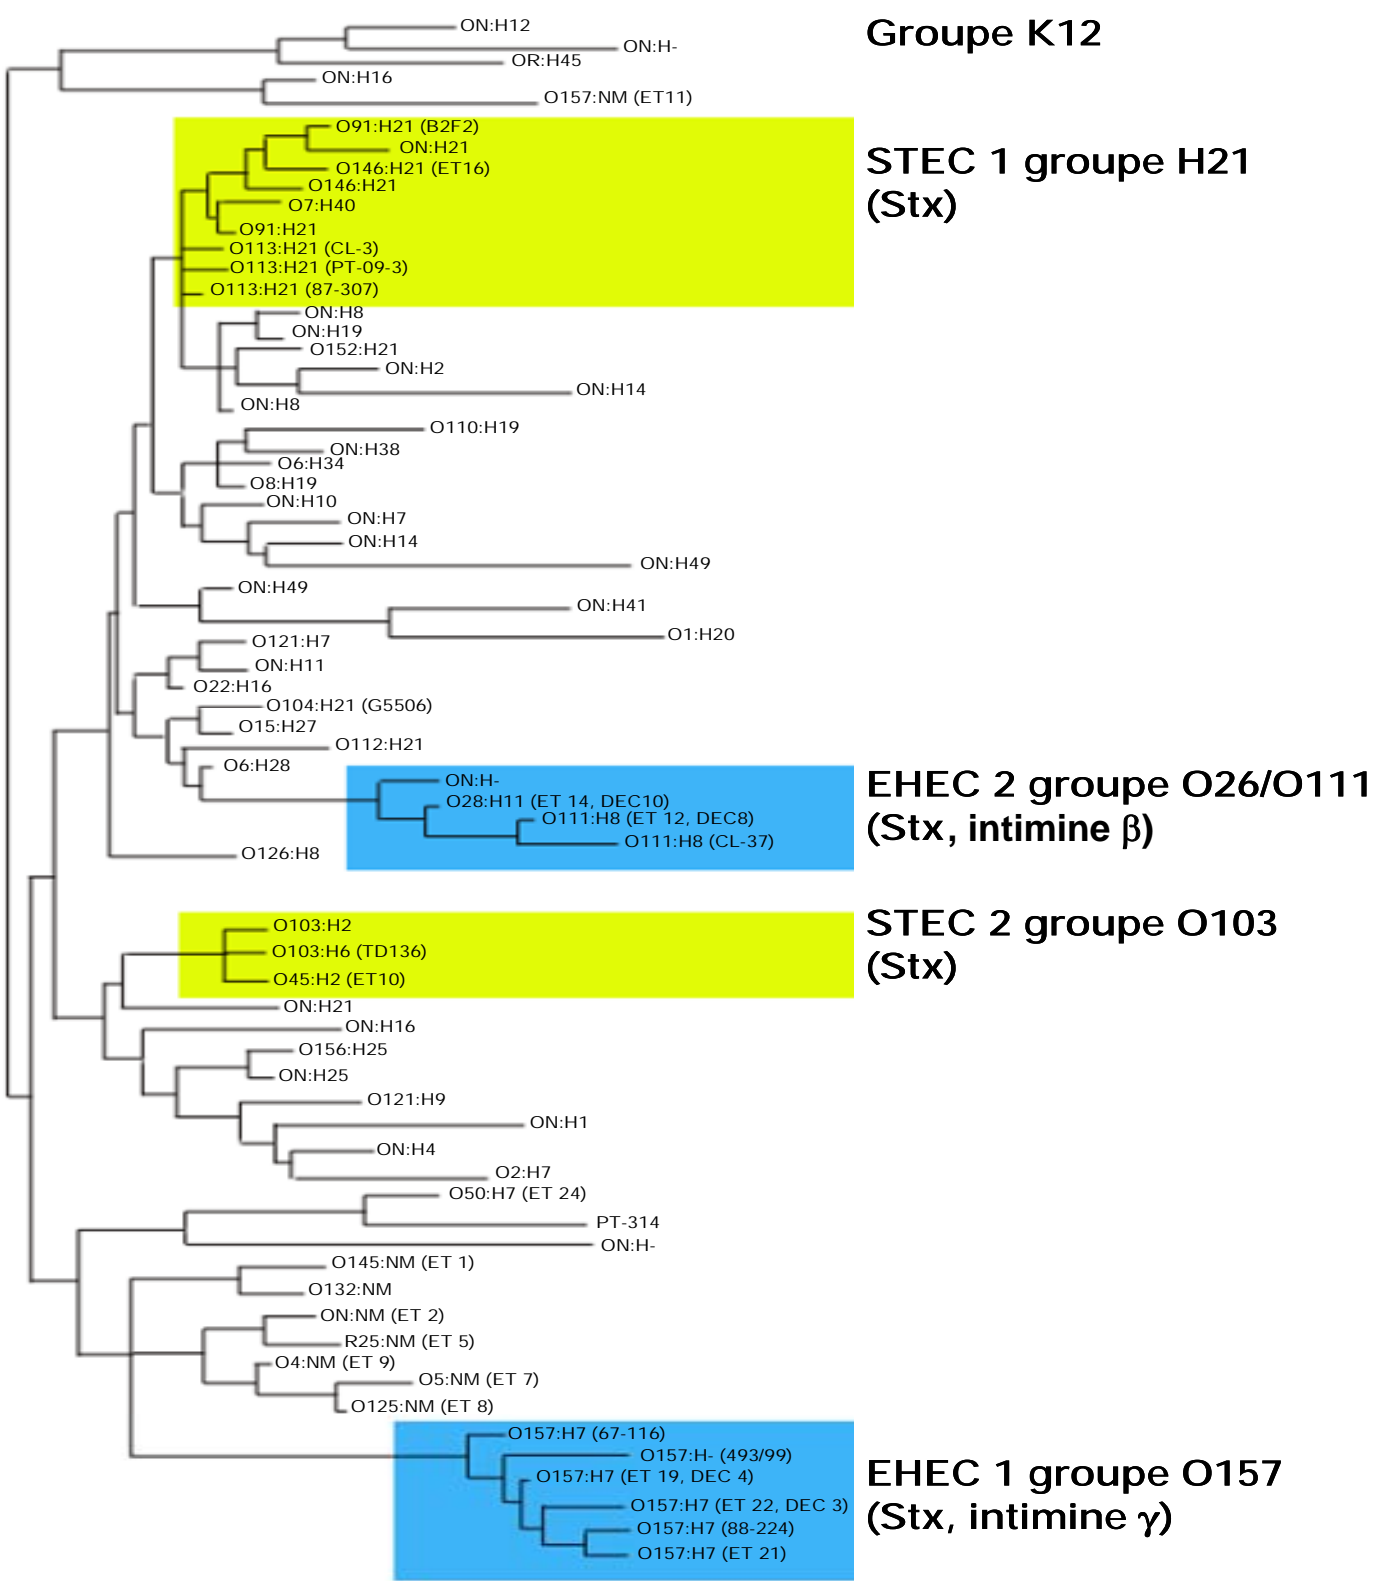 ON:H12
Groupe K12
ON:H-
OR:H45
ON:H16
O157:NM (ET11)
O91:H21 (B2F2)
ON:H21
STEC 1 groupe H21
(Stx)
O146:H21 (ET16)
O146:H21
O7:H40
O91:H21
O113:H21 (CL-3)
O113:H21 (PT-09-3)
O113:H21 (87-307)
ON:H8
ON:H19
O152:H21
ON:H2
ON:H14
ON:H8
O110:H19
ON:H38
O6:H34
O8:H19
ON:H10
ON:H7
ON:H14
ON:H49
ON:H49
ON:H41
O1:H20
O121:H7
ON:H11
O22:H16
O104:H21 (G5506)
O15:H27
O112:H21
O6:H28
ON:H-
EHEC 2 groupe O26/O111
(Stx, intimine β)
O28:H11 (ET 14, DEC10)
O111:H8 (ET 12, DEC8)
O111:H8 (CL-37)
O126:H8
STEC 2 groupe O103
(Stx)
O103:H2
O103:H6 (TD136)
O45:H2 (ET10)
ON:H21
ON:H16
O156:H25
ON:H25
O121:H9
ON:H1
ON:H4
O2:H7
O50:H7 (ET 24)
PT-314
ON:H-
O145:NM (ET 1)
O132:NM
ON:NM (ET 2)
R25:NM (ET 5)
O4:NM (ET 9)
O5:NM (ET 7)
O125:NM (ET 8)
O157:H7 (67-116)
O157:H- (493/99)
EHEC 1 groupe O157
(Stx, intimine γ)
O157:H7 (ET 19, DEC 4)
O157:H7 (ET 22, DEC 3)
O157:H7 (88-224)
O157:H7 (ET 21)